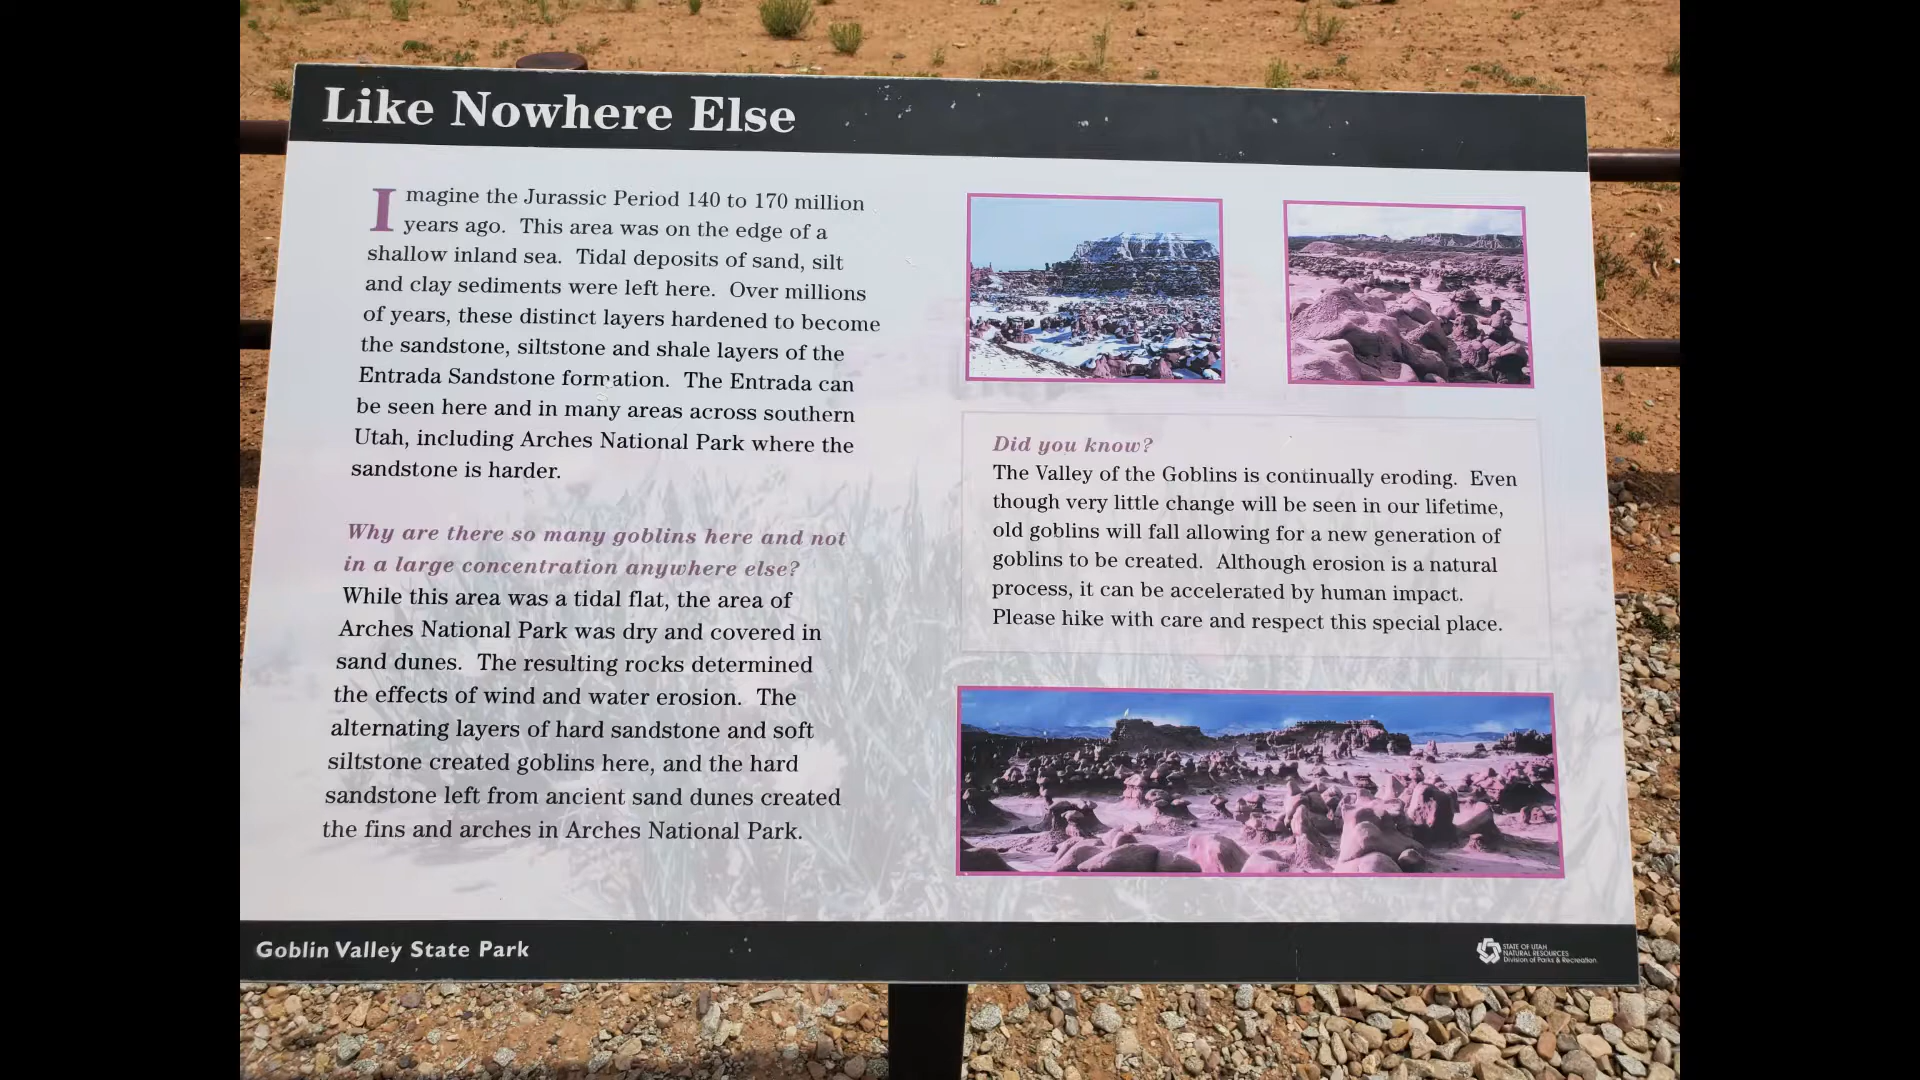 Like Nowhere Else
Imagine the Jurassic Period 140 to 170 million
years ago. This area was on the edge of a
shallow inland sea. Tidal deposits of sand, silt
and clay sediments were left here. Over millions
of years, these distinct layers hardened to become
the sandstone, siltstone and shale layers of the
Entrada Sandstone formation. The Entrada can
be seen here and in many areas across southern
Utah, including Arches National Park where the
sandstone is harder.
Why are there so many goblins here and not
in a large concentration anywhere else?
While this area was a tidal flat, the area of
Arches National Park was dry and covered in
sand dunes. The resulting rocks determined
the effects of wind and water erosion. The
alternating layers of hard sandstone and soft
siltstone created goblins here, and the hard
sandstone left from ancient sand dunes created
the fins and arches in Arches National Park.
Did you know?
The Valley of the Goblins is continually eroding. Even
though very little change will be seen in our lifetime,
old goblins will fall allowing for a new generation of
goblins to be created. Although erosion is a natural
process, it can be accelerated by human impact.
Please hike with care and respect this special place.
Goblin Valley State Park
STATE OF UTAH
NATURAL RESOURCES
Division of Parks & Recreation